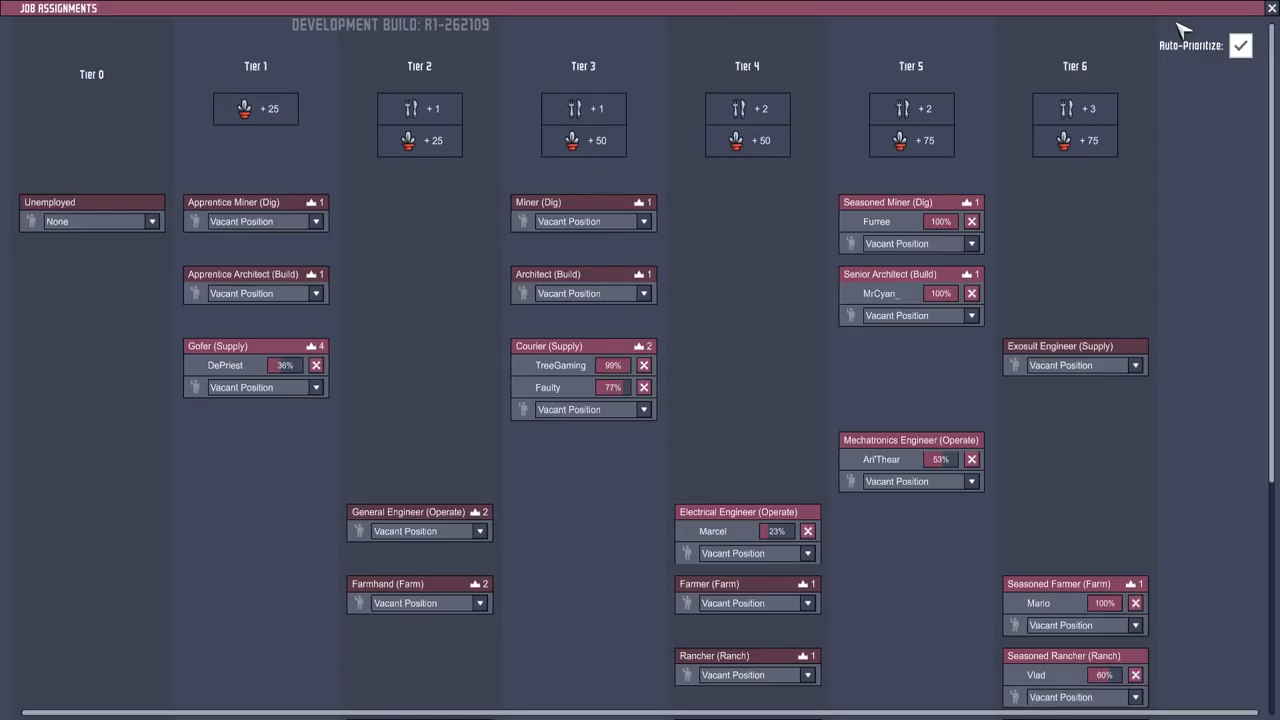 JOB ASSIGNMENTS
DEVELOPMENT BUILD: R1-262109
Auto-Prioritize:
Tier 0
Tier 1
Tier 2
Tier 3
Tier 4
Tier 5
Tier 6
+ 25
+ 1
+ 1
+ 2
+ 2
+ 3
+ 25
+ 50
+ 50
+ 75
+ 75
Unemployed
None
Apprentice Miner (Dig) 1
Vacant Position
Miner (Dig) 1
Vacant Position
Seasoned Miner (Dig) 1
Furree 100%
Vacant Position
Apprentice Architect (Build) 1
Vacant Position
Architect (Build) 1
Vacant Position
Senior Architect (Build) 1
MrCyan_ 100%
Vacant Position
Gofer (Supply) 4
DePriest 36%
Vacant Position
Courier (Supply) 2
TreeGaming 99%
Faulty 77%
Vacant Position
Exosuit Engineer (Supply)
Vacant Position
Mechatronics Engineer (Operate)
Ari'Thear 53%
Vacant Position
General Engineer (Operate) 2
Vacant Position
Electrical Engineer (Operate)
Marcel 23%
Vacant Position
Farmhand (Farm) 2
Vacant Position
Farmer (Farm) 1
Vacant Position
Seasoned Farmer (Farm) 1
Mario 100%
Vacant Position
Rancher (Ranch) 1
Vacant Position
Seasoned Rancher (Ranch)
Vlad 60%
Vacant Position